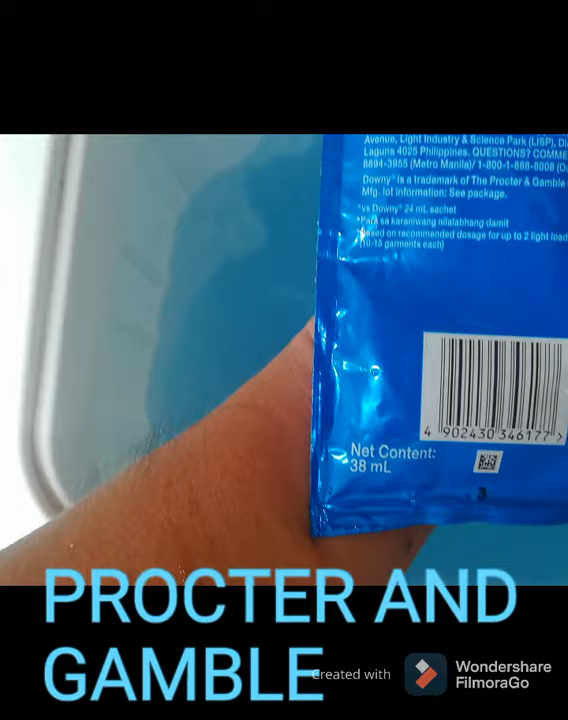 Avenue, Light Industry & Science Park (LISP),
Laguna 4025 Philippines. QUESTIONS?
8894-3955 (Metro Manila)/ 1-800-1-888-8008
Downy® is a trademark of The Procter & Gamble
Mfg. lot information: See package.
*vs Downy® 24 mL sachet
*Para sa karaniwang nilalabhang damit
Based on recommended dosage for up to 2 light
(10-15 garments each)
4 902430 346177 >
Net Content:
38 mL
PROCTER AND
GAMBLE
Created with
Wondershare
FilmoraGo